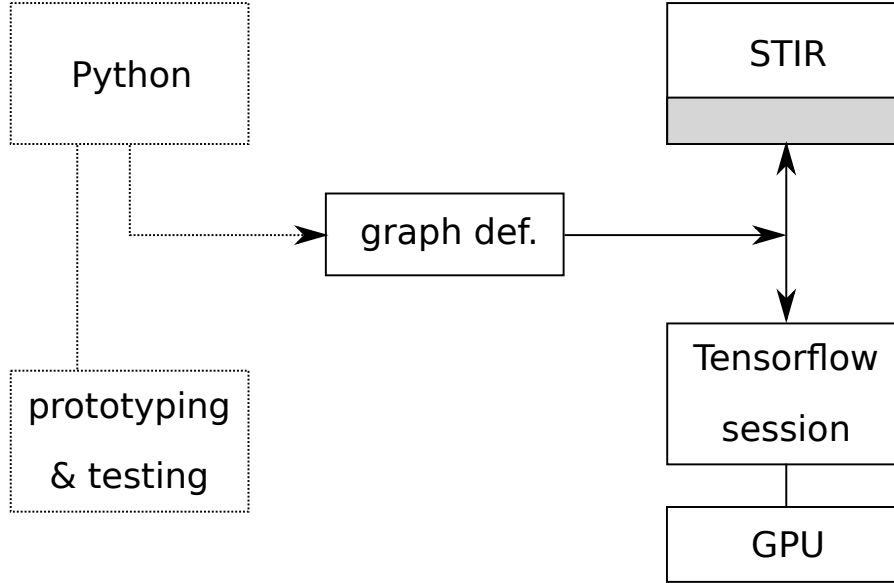 Python
STIR
graph def.
Tensorflow
session
prototyping
& testing
GPU